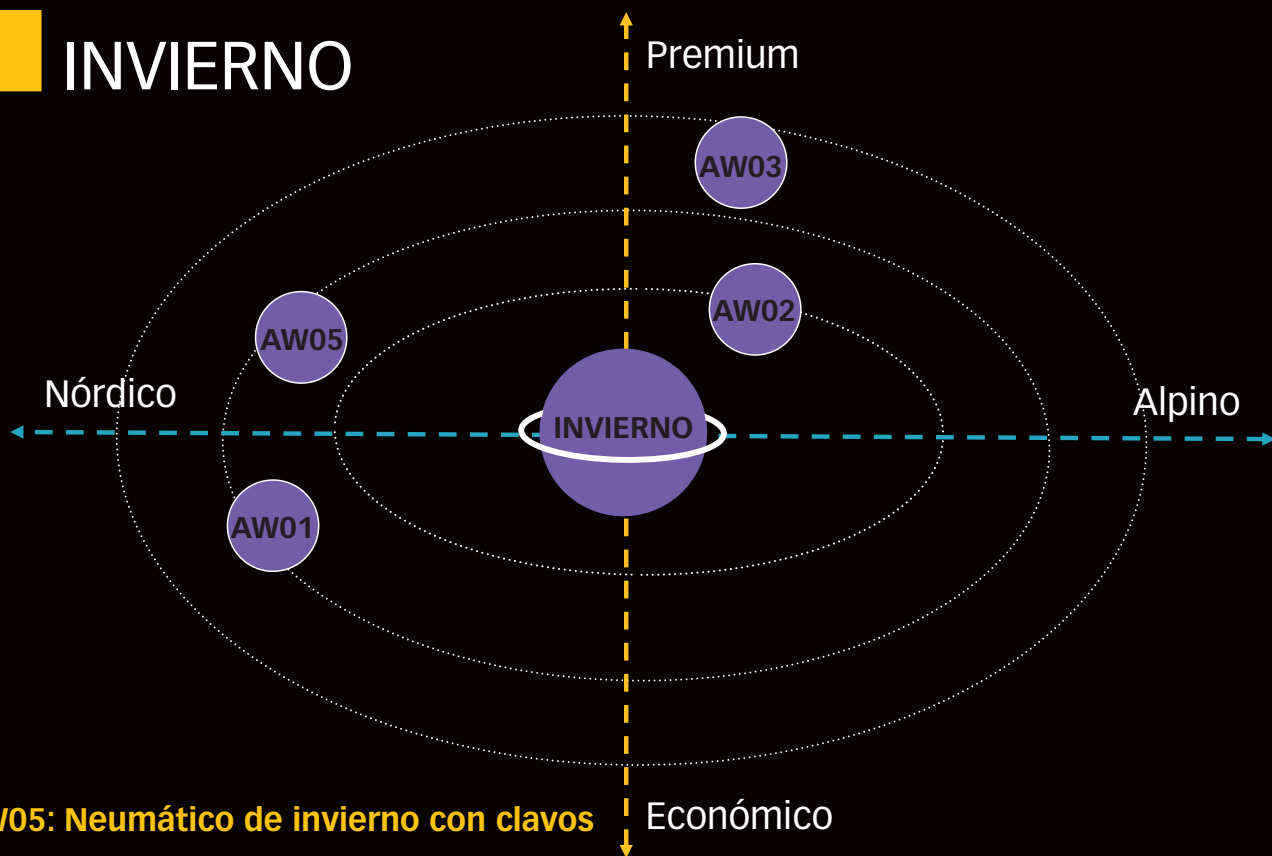 INVIERNO
Premium
AW03
AW02
AW05
Nórdico
Alpino
INVIERNO
AW01
W05: Neumático de invierno con clavos
Económico